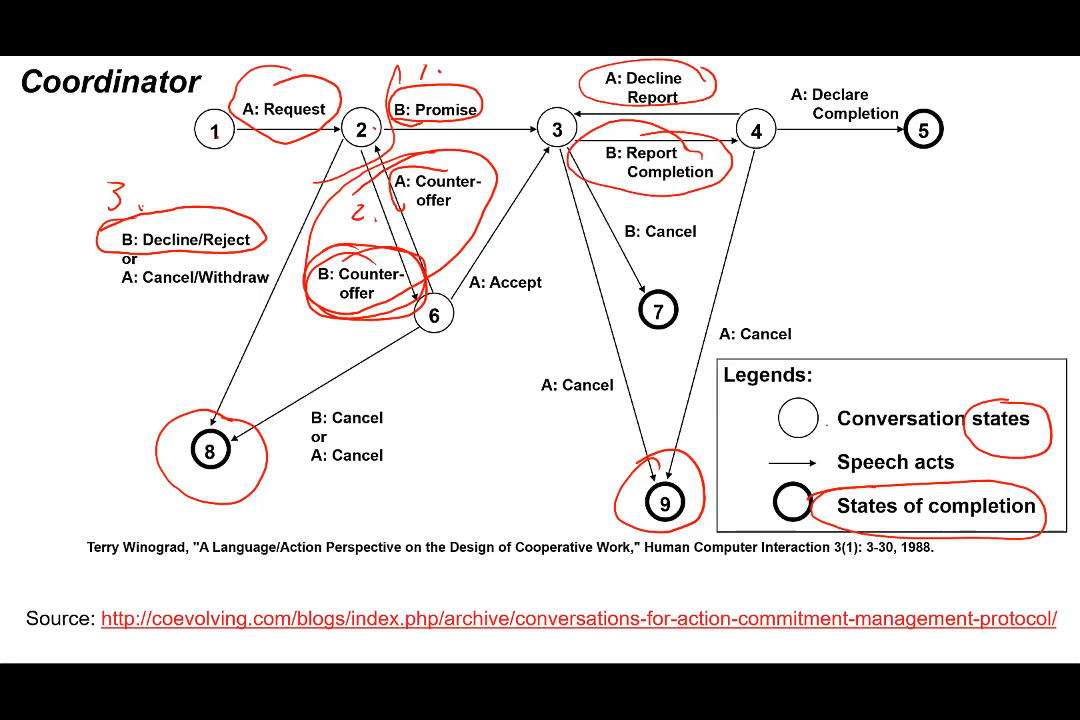 Coordinator
A: Request
1.
B: Promise
A: Decline
Report
A: Declare
Completion
1
2
3
4
5
B: Report
Completion
A: Counter-
offer
3.
2.
B: Decline/Reject
or
A: Cancel/Withdraw
B: Counter-
offer
B: Cancel
A: Accept
6
7
A: Cancel
A: Cancel
B: Cancel
or
A: Cancel
8
9
Legends:
Conversation states
Speech acts
States of completion
Terry Winograd, "A Language/Action Perspective on the Design of Cooperative Work," Human Computer Interaction 3(1): 3-30, 1988.
Source: http://coevolving.com/blogs/index.php/archive/conversations-for-action-commitment-management-protocol/